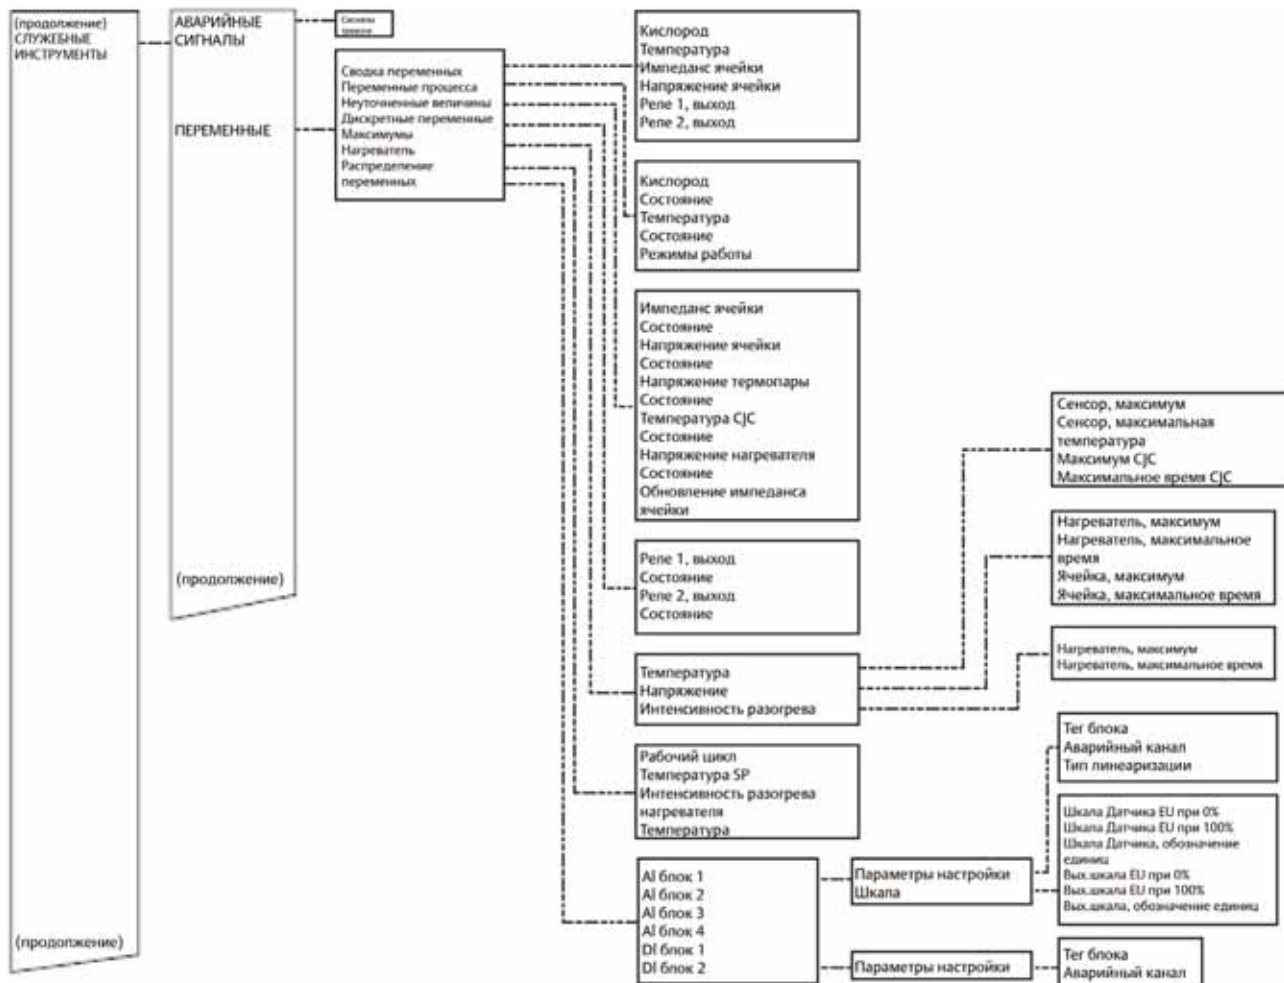 (продолжение)
СЛУЖЕБНЫЕ
ИНСТРУМЕНТЫ
(продолжение)
АВАРИЙНЫЕ
СИГНАЛЫ
ПЕРЕМЕННЫЕ
(продолжение)
Сигналы
тревоги
Сводка переменных
Переменные процесса
Неуточненные величины
Дискретные переменные
Максимумы
Нагреватель
Распределение
переменных
Кислород
Температура
Импеданс ячейки
Напряжение ячейки
Реле 1, выход
Реле 2, выход
Кислород
Состояние
Температура
Состояние
Режимы работы
Импеданс ячейки
Состояние
Напряжение ячейки
Состояние
Напряжение термопары
Состояние
Температура CJC
Состояние
Напряжение нагревателя
Состояние
Обновление импеданса
ячейки
Реле 1, выход
Состояние
Реле 2, выход
Состояние
Температура
Напряжение
Интенсивность разогрева
Сенсор, максимум
Сенсор, максимальная
температура
Максимум CJC
Максимальное время CJC
Нагреватель, максимум
Нагреватель, максимальное
время
Ячейка, максимум
Ячейка, максимальное время
Нагреватель, максимум
Нагреватель, максимальное время
Рабочий цикл
Температура SP
Интенсивность разогрева
нагревателя
Температура
AI блок 1
AI блок 2
AI блок 3
AI блок 4
DI блок 1
DI блок 2
Параметры настройки
Шкала
Тег блока
Аварийный канал
Тип линеаризации
Шкала Датчика EU при 0%
Шкала Датчика EU при 100%
Шкала Датчика, обозначение
единиц
Вых.шкала EU при 0%
Вых.шкала EU при 100%
Вых.шкала, обозначение единиц
Параметры настройки
Тег блока
Аварийный канал